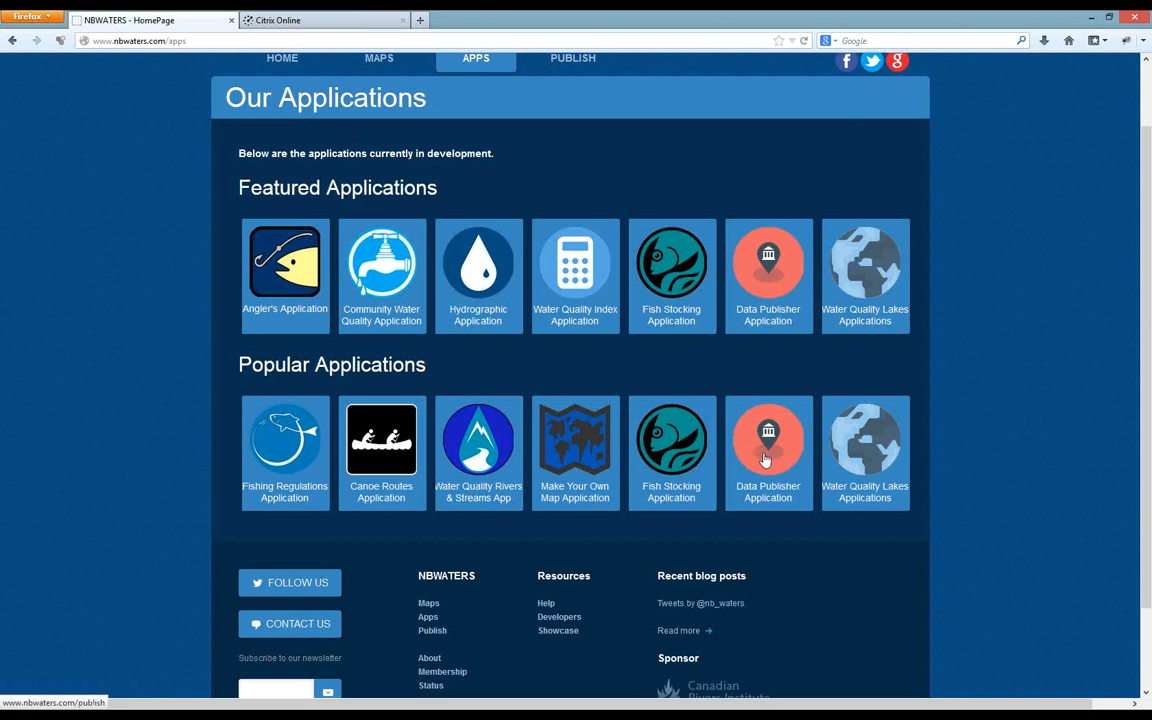 Firefox
NBWATERS - HomePage
Citrix Online
www.nbwaters.com/apps
Google
HOME MAPS APPS PUBLISH
Our Applications
Below are the applications currently in development.
Featured Applications
Angler's Application
Community Water
Quality Application
Hydrographic
Application
Water Quality Index
Application
Fish Stocking
Application
Data Publisher
Application
Water Quality Lakes
Applications
Popular Applications
Fishing Regulations
Application
Canoe Routes
Application
Water Quality Rivers
& Streams App
Make Your Own
Map Application
Fish Stocking
Application
Data Publisher
Application
Water Quality Lakes
Applications
FOLLOW US
CONTACT US
Subscribe to our newsletter
NBWATERS
Maps
Apps
Publish
About
Membership
Status
Resources
Help
Developers
Showcase
Recent blog posts
Tweets by @nb_waters
Read more
Sponsor
Canadian
Rivers Institute
www.nbwaters.com/publish